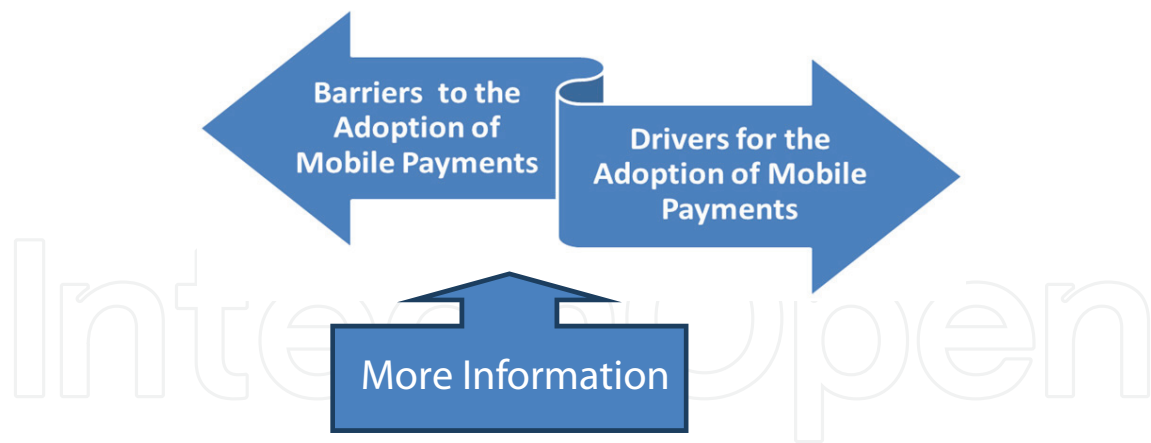 Barriers to the
Adoption of
Mobile Payments
Drivers for the
Adoption of Mobile
Payments
More Information